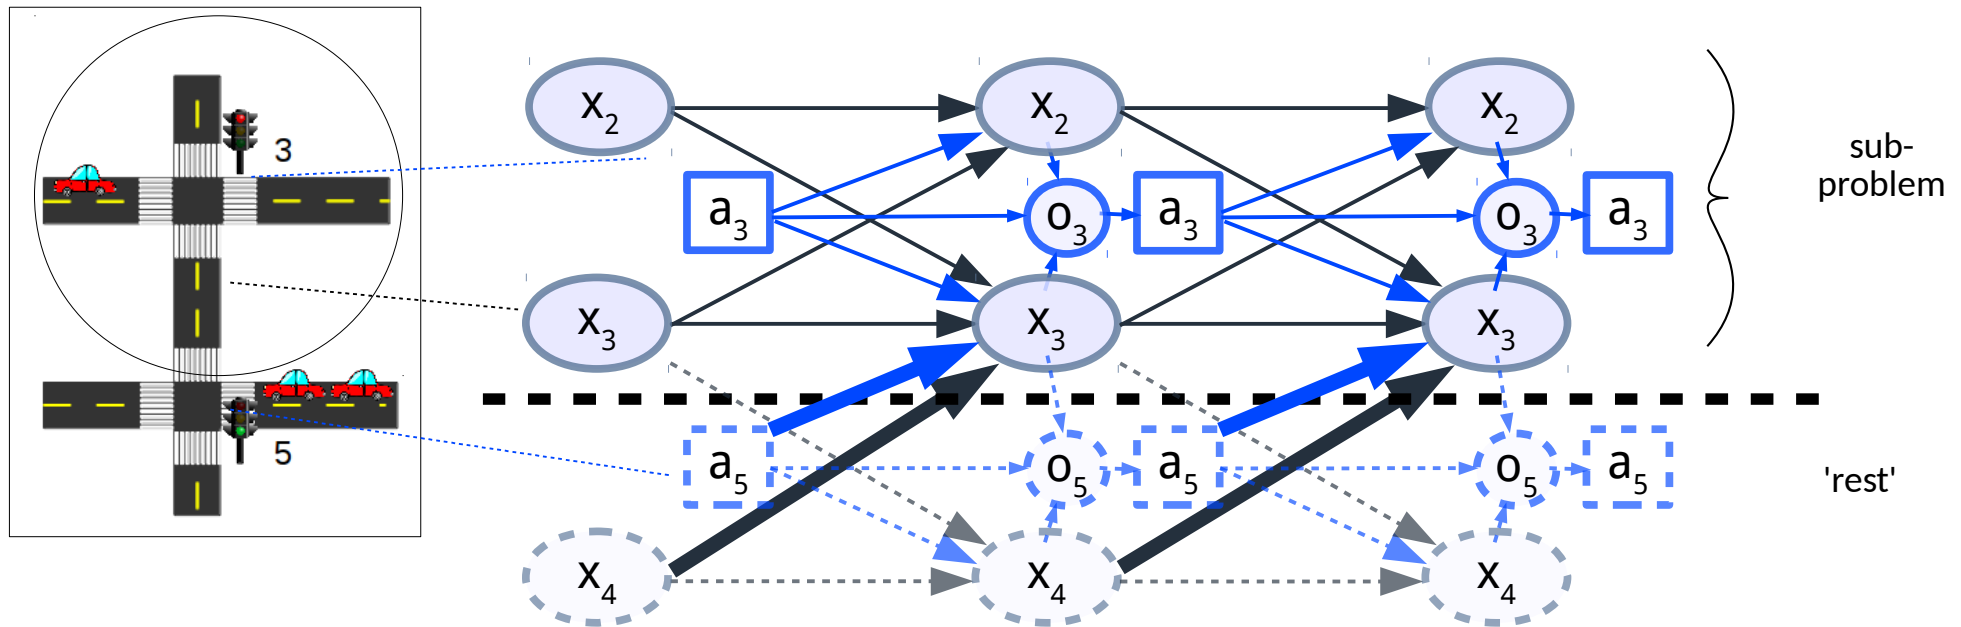 3
5
x2 x2 x2
a3 o3 a3 o3 a3
x3 x3 x3
a5 o5 a5 o5 a5
x4 x4 x4
sub-
problem
'rest'